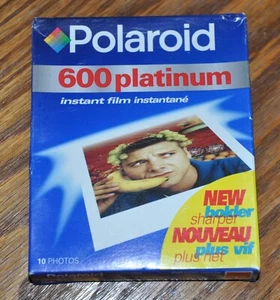 Polaroid
600 platinum
instant film instantané
NEW
bolder
sharper
NOUVEAU
plus vif
plus net
10 PHOTOS